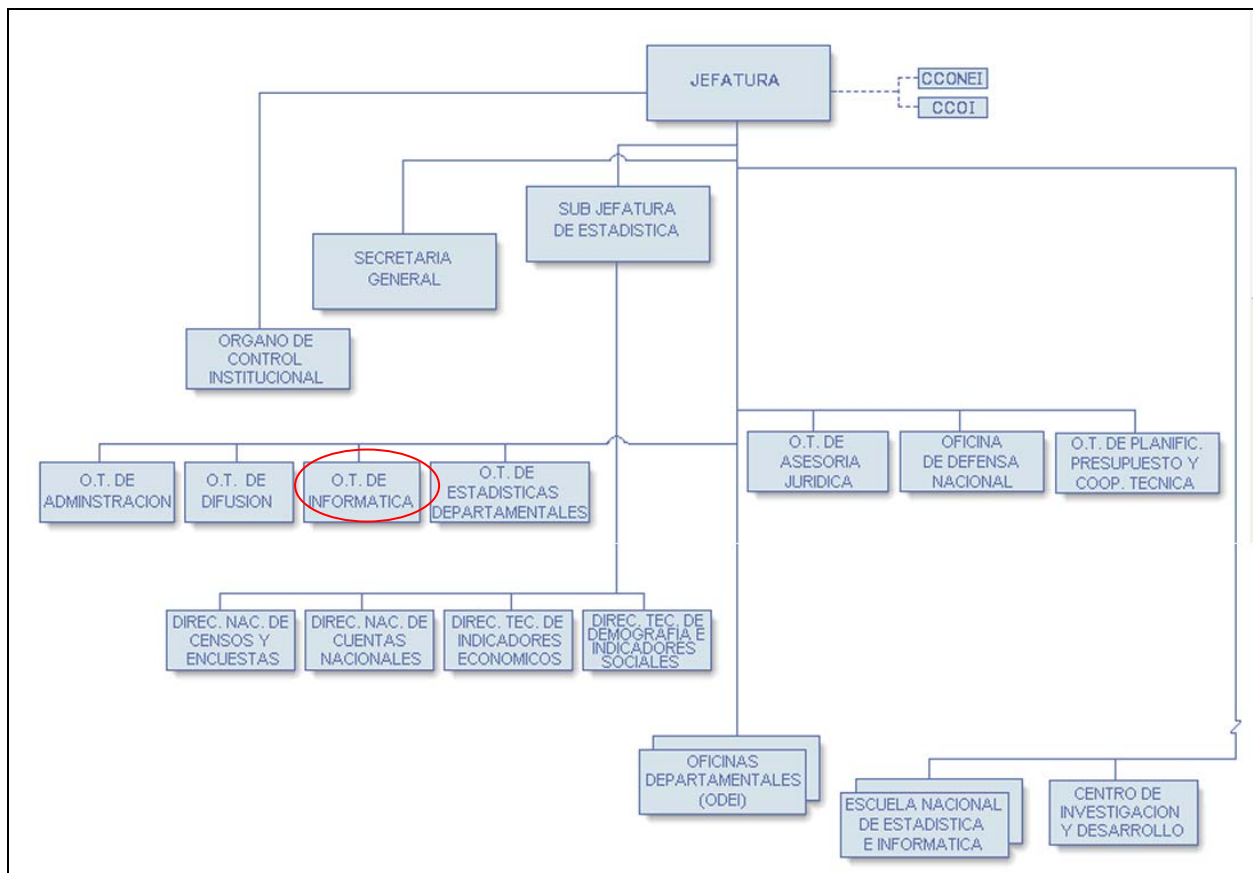 JEFATURA
CCONEI
CCOI
SUB JEFATURA
DE ESTADISTICA
SECRETARIA
GENERAL
ORGANO DE
CONTROL
INSTITUCIONAL
O.T. DE
ASESORIA
JURIDICA
OFICINA
DE DEFENSA
NACIONAL
O.T. DE PLANIFIC.
PRESUPUESTO Y
COOP. TECNICA
O.T. DE
ADMINSTRACION
O.T. DE
DIFUSION
O.T. DE
INFORMATICA
O.T. DE
ESTADISTICAS
DEPARTAMENTALES
DIREC. NAC. DE
CENSOS Y
ENCUESTAS
DIREC. NAC. DE
CUENTAS
NACIONALES
DIREC. TEC. DE
INDICADORES
ECONOMICOS
DIREC. TEC. DE
DEMOGRAFIA E
INDICADORES
SOCIALES
OFICINAS
DEPARTAMENTALES
(ODEI)
ESCUELA NACIONAL
DE ESTADISTICA
E INFORMATICA
CENTRO DE
INVESTIGACION
Y DESARROLLO